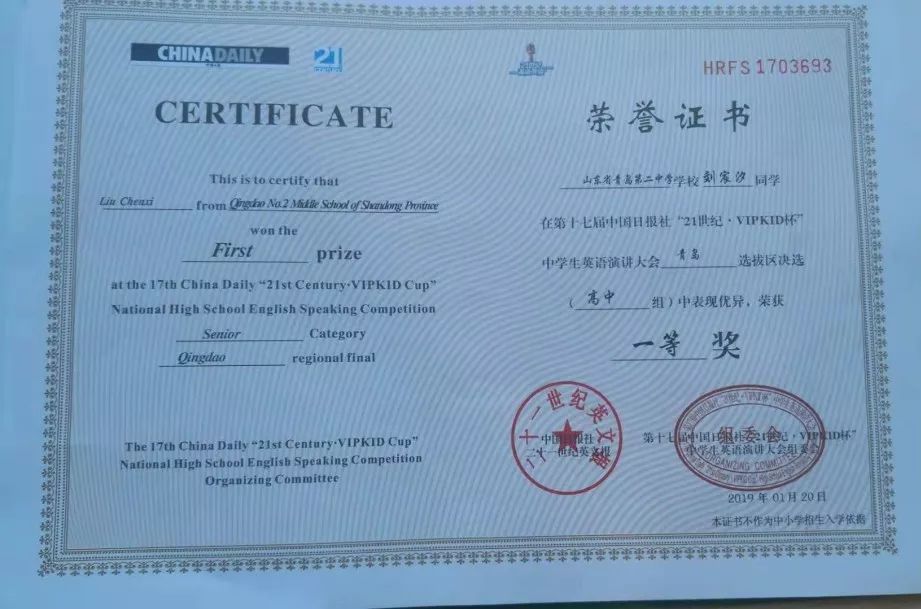 CHINADAILY
21
CERTIFICATE
This is to certify that
Liu Chenxi from Qingdao No.2 Middle School of Shandong Province
won the
First prize
at the 17th China Daily “21st Century·VIPKID Cup”
National High School English Speaking Competition
Senior Category
Qingdao regional final
The 17th China Daily “21st Century·VIPKID Cup”
National High School English Speaking Competition
Organizing Committee
HRFS 1703693
荣誉证书
山东省青岛第二中学学校刘宸汐同学
在第十七届中国日报社“21世纪·VIPKID杯”
中学生英语演讲大会青岛选拔区决选
(高中组)中表现优异,荣获
一等奖
二十一世纪英文报
中国日报社
二十一世纪英文报
组委会
ORGANIZING COMMITTEE
第十七届中国日报社“21世纪·VIPKID杯”
中学生英语演讲大会组委会
2019年01月20日
本证书不作为中小学招生入学依据